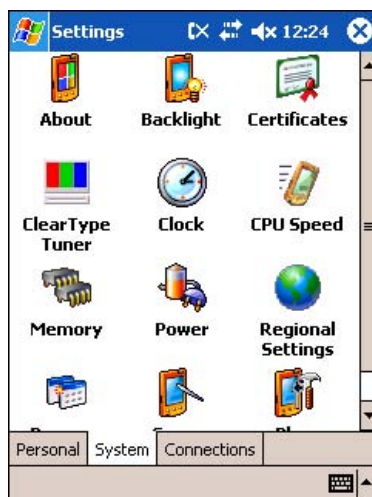 Settings 12:24
About Backlight Certificates
ClearType Tuner Clock CPU Speed
Memory Power Regional Settings
Personal System Connections